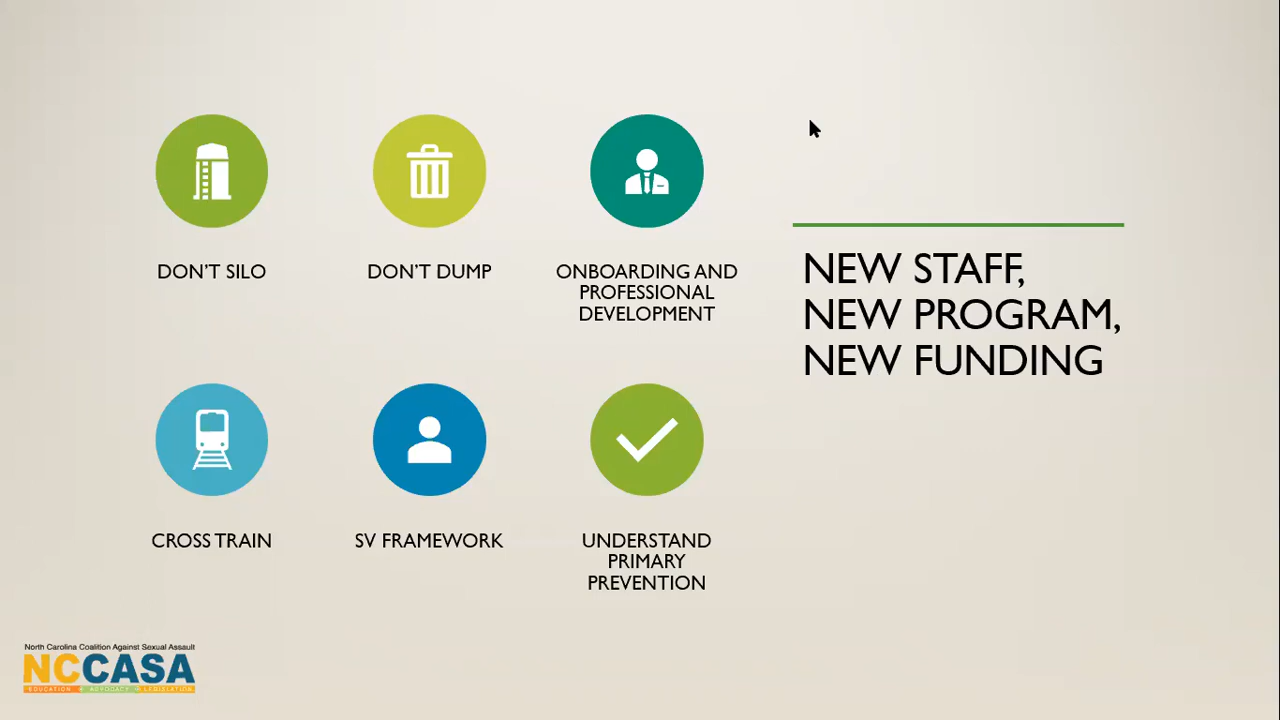 DON'T SILO
DON'T DUMP
ONBOARDING AND
PROFESSIONAL
DEVELOPMENT
NEW STAFF,
NEW PROGRAM,
NEW FUNDING
CROSS TRAIN
SV FRAMEWORK
UNDERSTAND
PRIMARY
PREVENTION
North Carolina Coalition Against Sexual Assault
NCCASA
EDUCATION ADVOCACY LEGISLATION